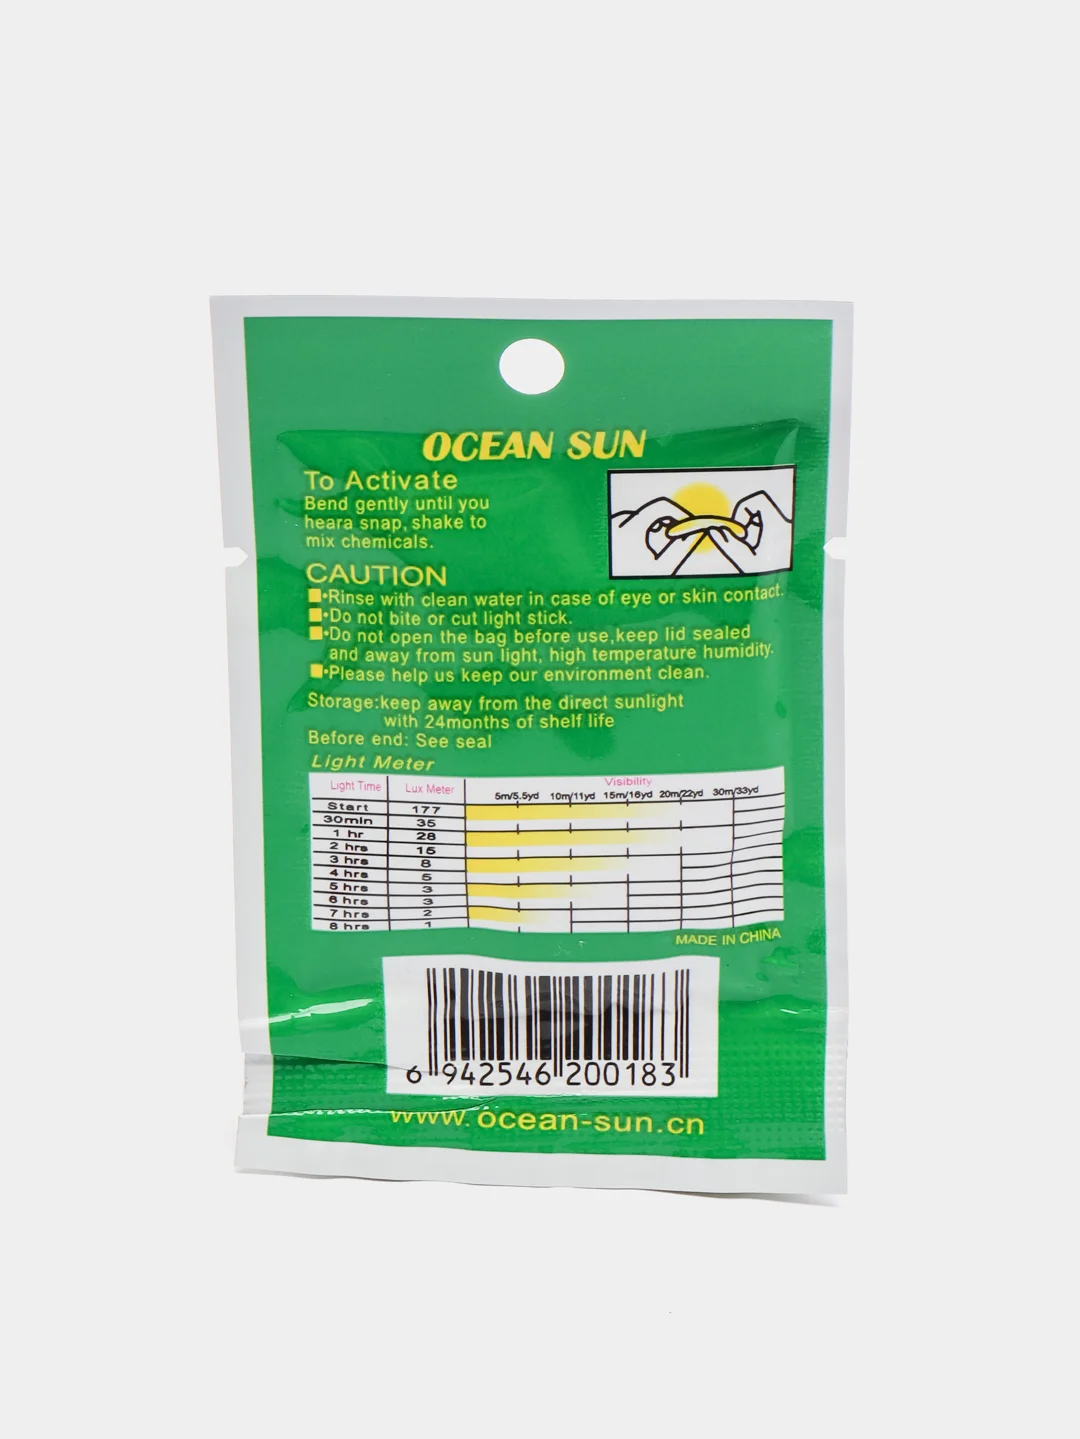 OCEAN SUN
To Activate
Bend gently until you
heara snap, shake to
mix chemicals.
CAUTION
•Rinse with clean water in case of eye or skin contact.
•Do not bite or cut light stick.
•Do not open the bag before use,keep lid sealed
and away from sun light, high temperature humidity.
•Please help us keep our environment clean.
Storage:keep away from the direct sunlight
with 24months of shelf life
Before end: See seal
Light Meter
Light Time Lux Meter Visibility
5m/5.5yd 10m/11yd 15m/16yd 20m/22yd 30m/33yd
Start 177
30min 35
1 hr 28
2 hrs 15
3 hrs 8
4 hrs 5
5 hrs 3
6 hrs 3
7 hrs 2
8 hrs 1
MADE IN CHINA
6 942546 200183
www.ocean-sun.cn